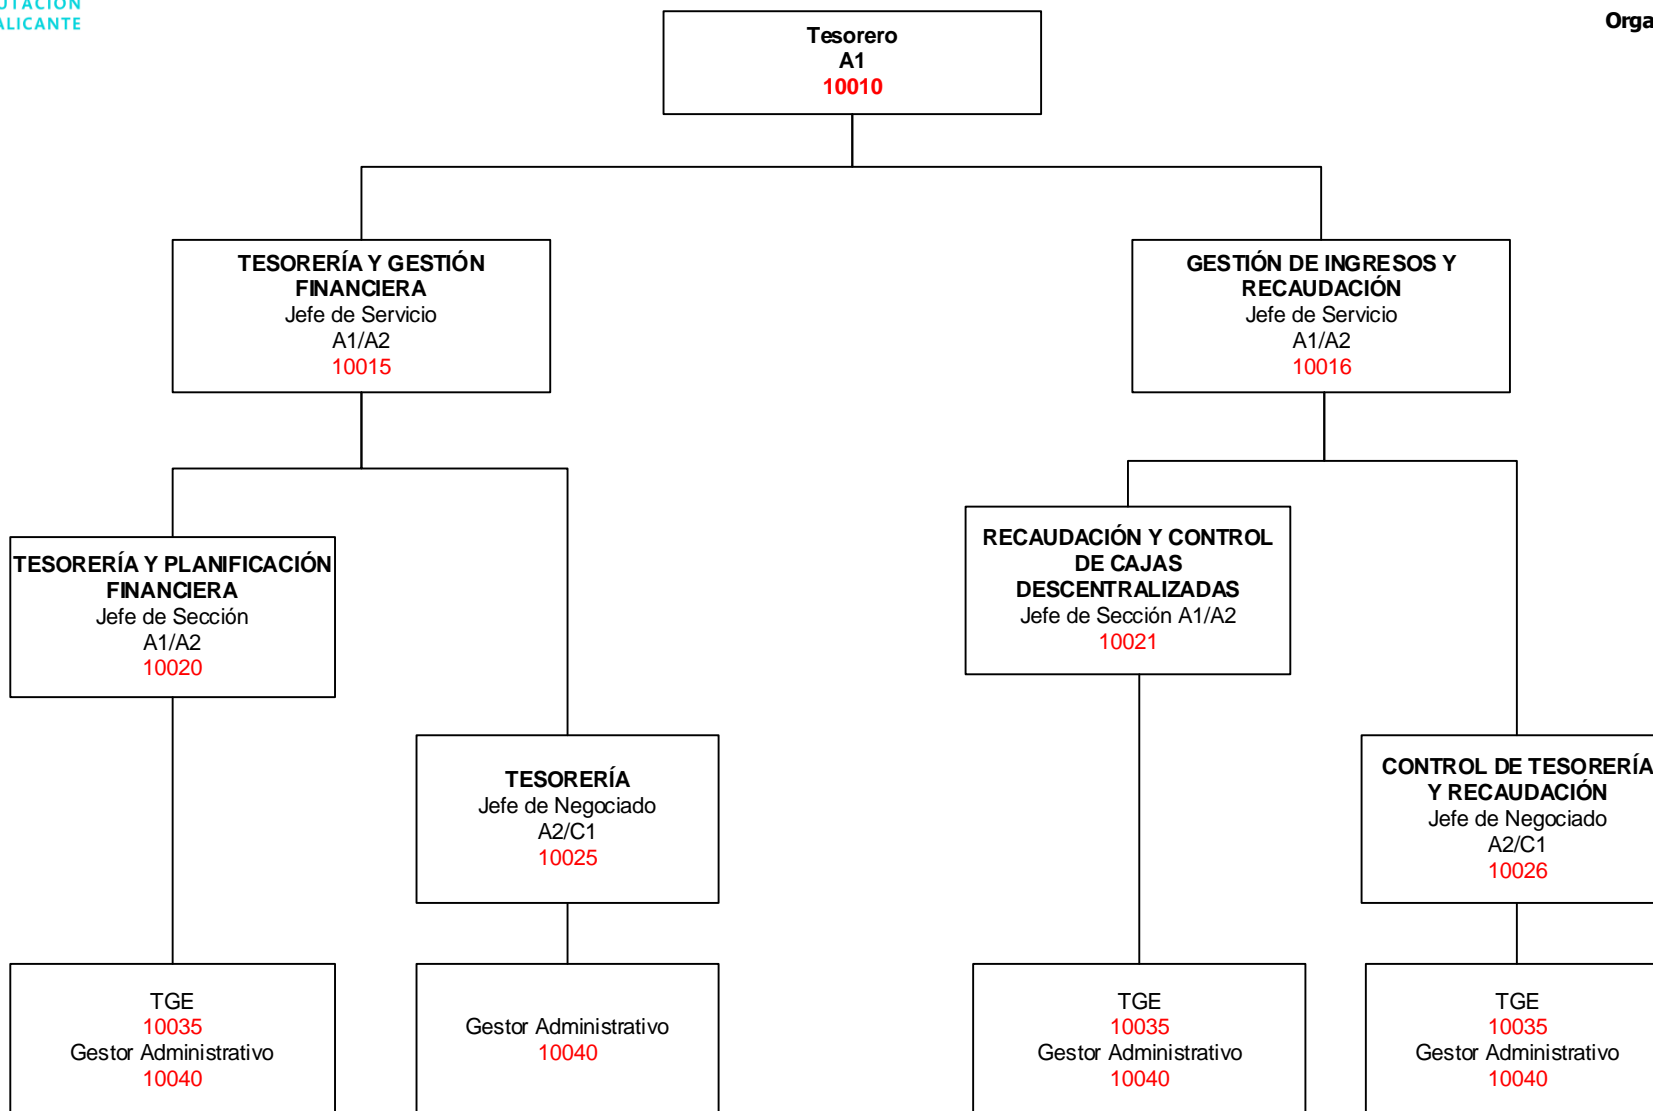 ALICANTE
Tesorero
A1
10010
TESORERÍA Y GESTIÓN
FINANCIERA
Jefe de Servicio
A1/A2
10015
GESTIÓN DE INGRESOS Y
RECAUDACIÓN
Jefe de Servicio
A1/A2
10016
TESORERÍA Y PLANIFICACIÓN
FINANCIERA
Jefe de Sección
A1/A2
10020
RECAUDACIÓN Y CONTROL
DE CAJAS
DESCENTRALIZADAS
Jefe de Sección A1/A2
10021
TESORERÍA
Jefe de Negociado
A2/C1
10025
CONTROL DE TESORERÍA
Y RECAUDACIÓN
Jefe de Negociado
A2/C1
10026
TGE
10035
Gestor Administrativo
10040
Gestor Administrativo
10040
TGE
10035
Gestor Administrativo
10040
TGE
10035
Gestor Administrativo
10040